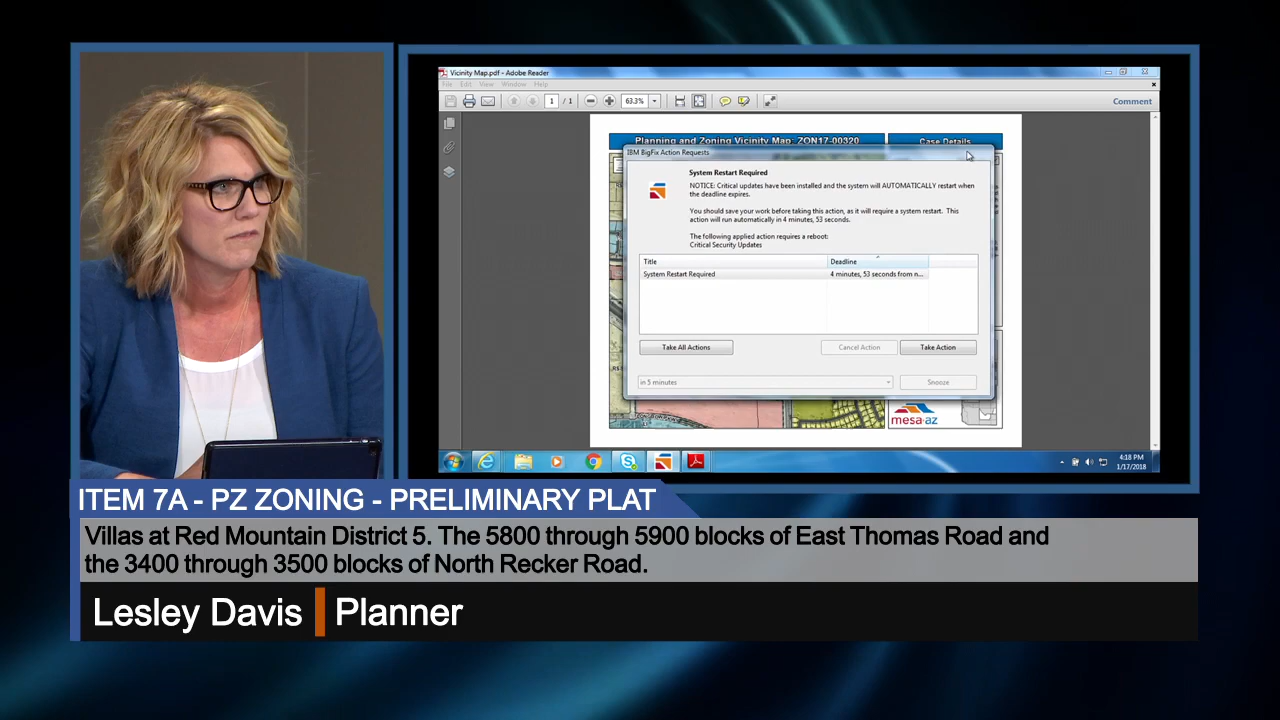 Vicinity Map.pdf - Adobe Reader
File Edit View Window Help
1 / 1 63.3% Comment
Planning and Zoning Vicinity Map: ZON17-00320 Case Details
IBM BigFix Action Requests
System Restart Required
NOTICE: Critical updates have been installed and the system will AUTOMATICALLY restart when
the deadline expires.
You should save your work before taking this action, as it will require a system restart. This
action will run automatically in 4 minutes, 53 seconds.
The following applied action requires a reboot:
Critical Security Updates
Title Deadline
System Restart Required 4 minutes, 53 seconds from n...
Take All Actions Cancel Action Take Action
in 5 minutes Snooze
mesa·az
4:18 PM
1/17/2018
ITEM 7A - PZ ZONING - PRELIMINARY PLAT
Villas at Red Mountain District 5. The 5800 through 5900 blocks of East Thomas Road and
the 3400 through 3500 blocks of North Recker Road.
Lesley Davis Planner